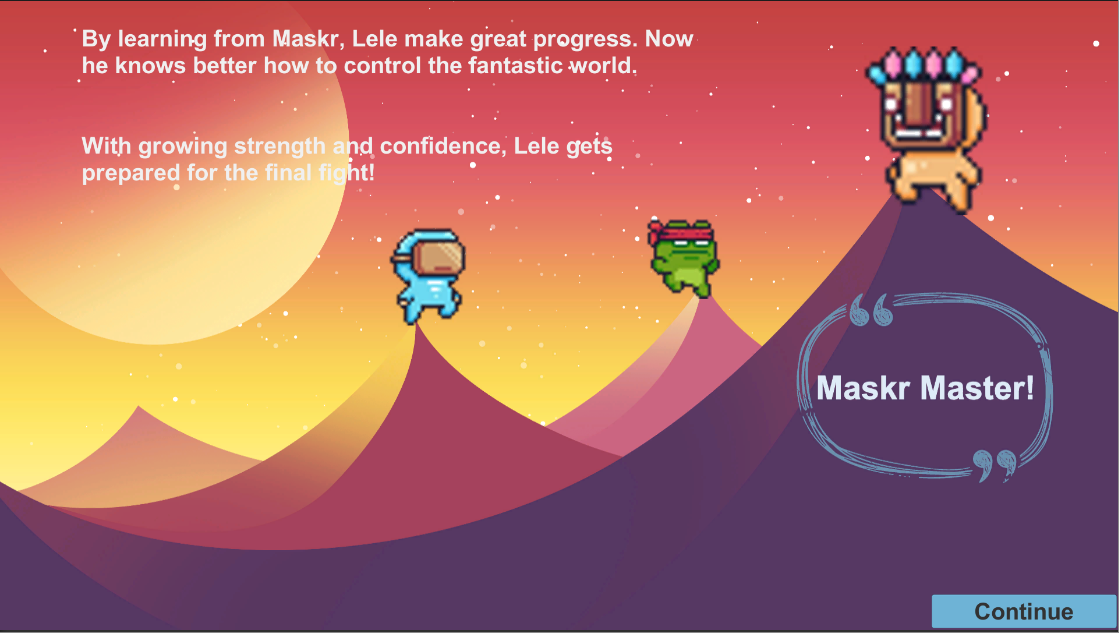 By learning from Maskr, Lele make great progress. Now
he knows better how to control the fantastic world.
With growing strength and confidence, Lele gets
prepared for the final fight!
Maskr Master!
Continue